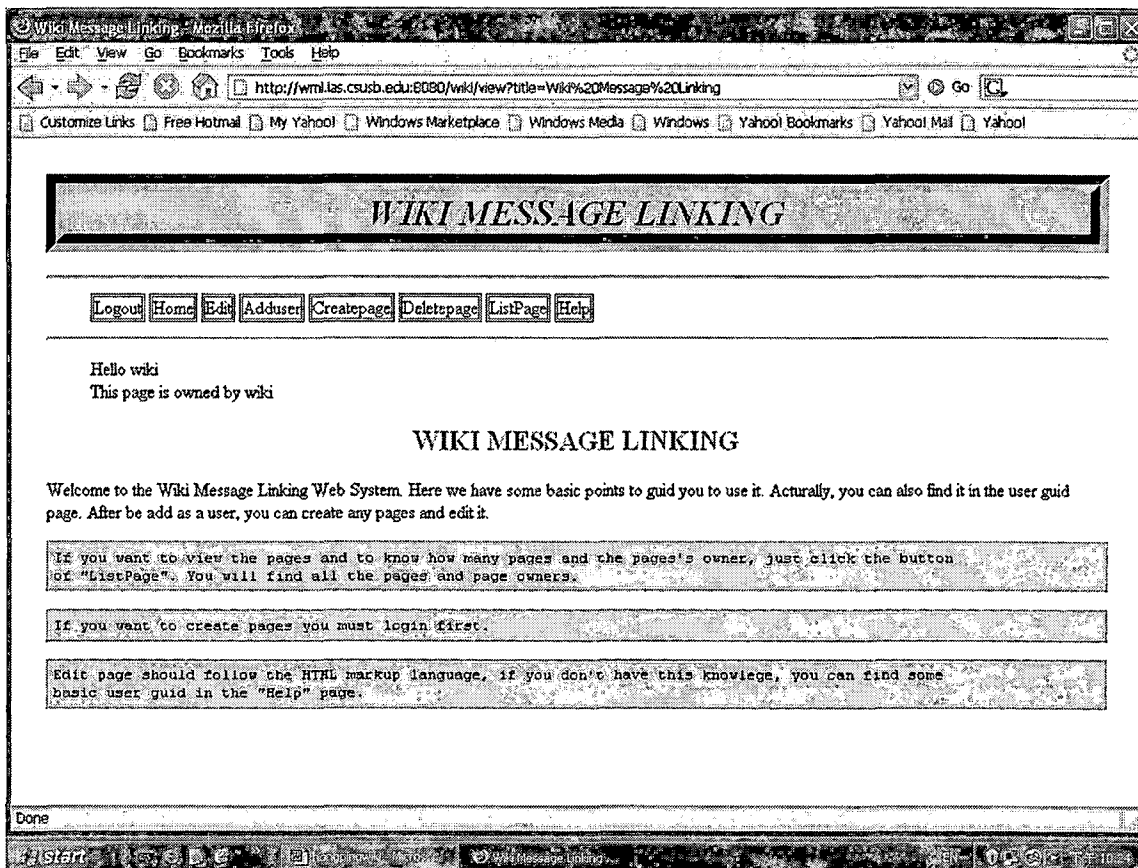 Wiki Message Linking - Mozilla Firefox
File Edit View Go Bookmarks Tools Help
http://wml.ias.csusb.edu:8080/wiki/view?title=Wiki%20Message%20Linking Go
Customize Links Free Hotmail My Yahoo! Windows Marketplace Windows Media Windows Yahoo! Bookmarks Yahoo! Mail Yahoo!
WIKI MESSAGE LINKING
Logout Home Edit Adduser Createpage Deletepage ListPage Help
Hello wiki
This page is owned by wiki
WIKI MESSAGE LINKING
Welcome to the Wiki Message Linking Web System. Here we have some basic points to guid you to use it. Acturally, you can also find it in the user guid
page. After be add as a user, you can create any pages and edit it.
If you want to view the pages and to know how many pages and the pages's owner, just click the button
of "ListPage". You will find all the pages and page owners.
If you want to create pages you must login first.
Edit page should follow the HTML markup language, if you don't have this knowlege, you can find some
basic user guid in the "Help" page.
Done
start Wiki Message Linking... EN